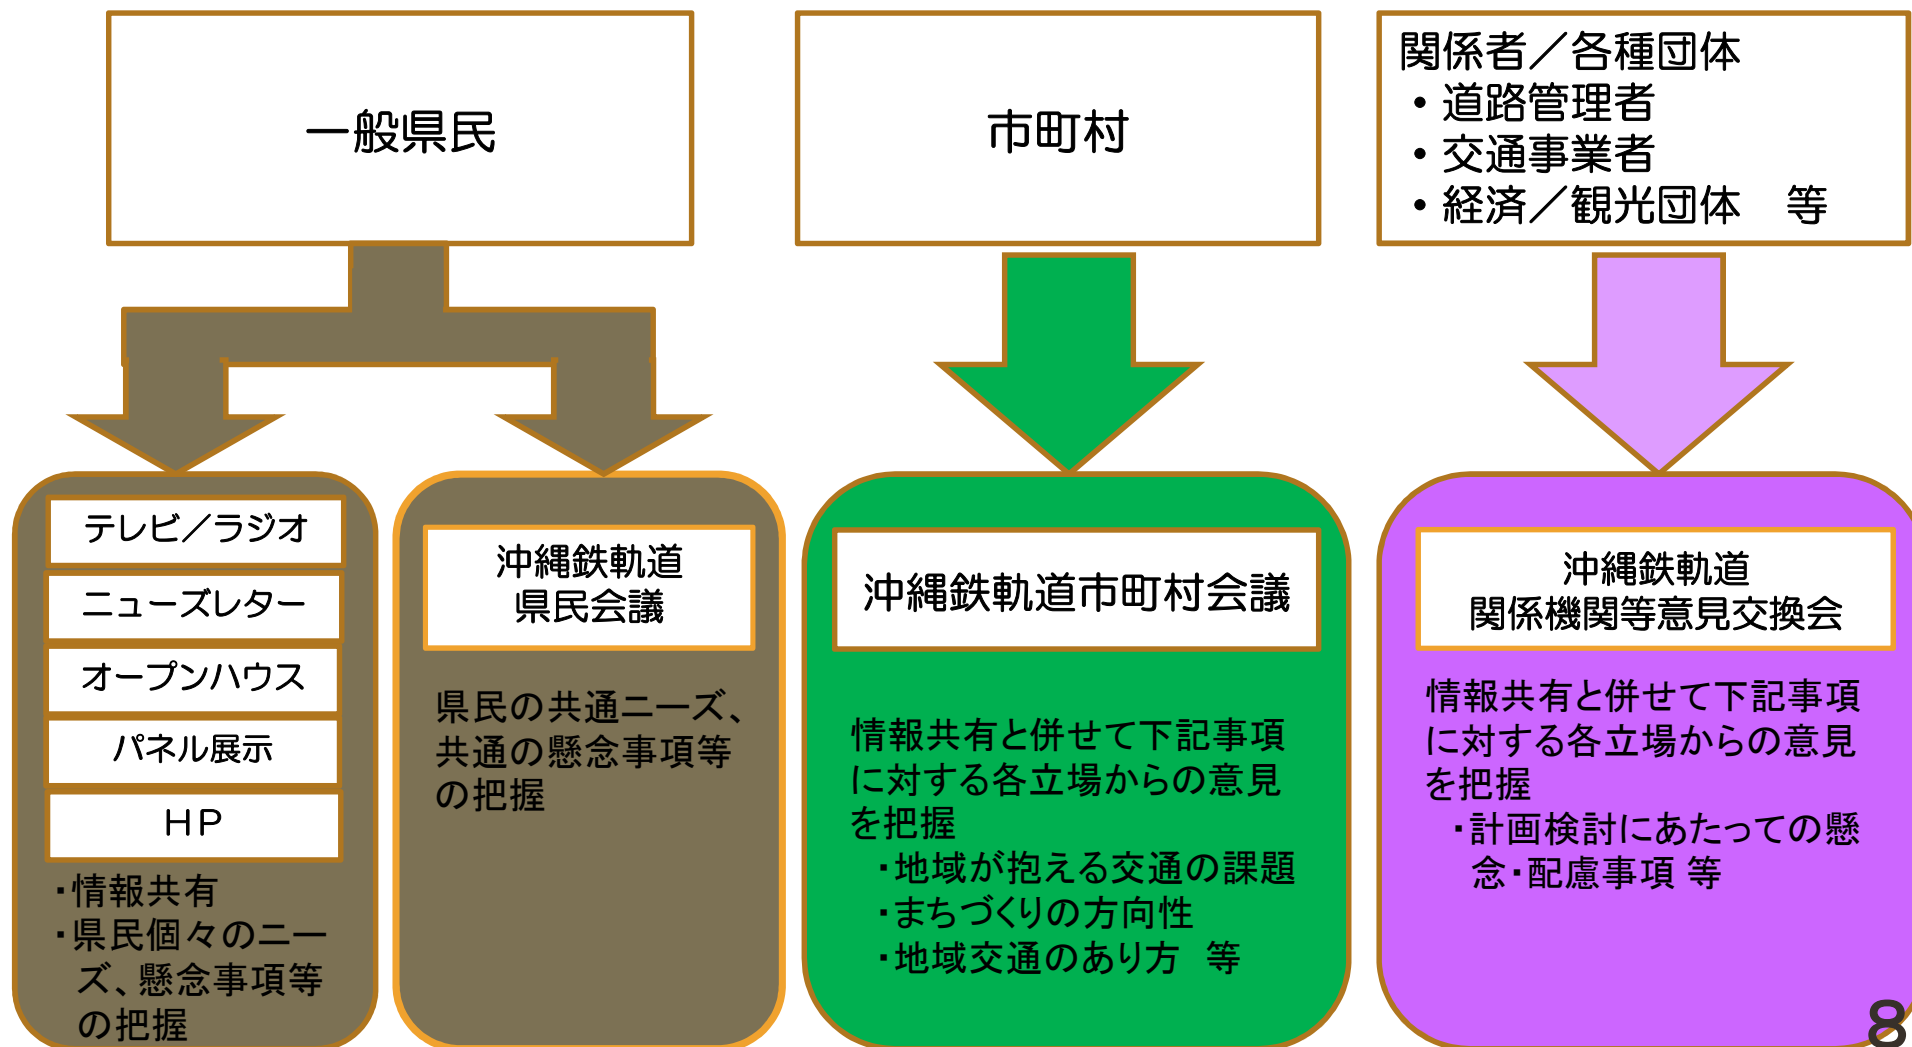 一般県民
市町村
関係者／各種団体
・道路管理者
・交通事業者
・経済／観光団体　等
テレビ／ラジオ
ニューズレター
オープンハウス
パネル展示
ＨＰ
・情報共有
・県民個々のニー
ズ、懸念事項等
の把握
沖縄鉄軌道
県民会議
県民の共通ニーズ、
共通の懸念事項等
の把握
沖縄鉄軌道市町村会議
情報共有と併せて下記事項
に対する各立場からの意見
を把握
・地域が抱える交通の課題
・まちづくりの方向性
・地域交通のあり方　等
沖縄鉄軌道
関係機関等意見交換会
情報共有と併せて下記事項
に対する各立場からの意見
を把握
・計画検討にあたっての懸
念・配慮事項 等
8